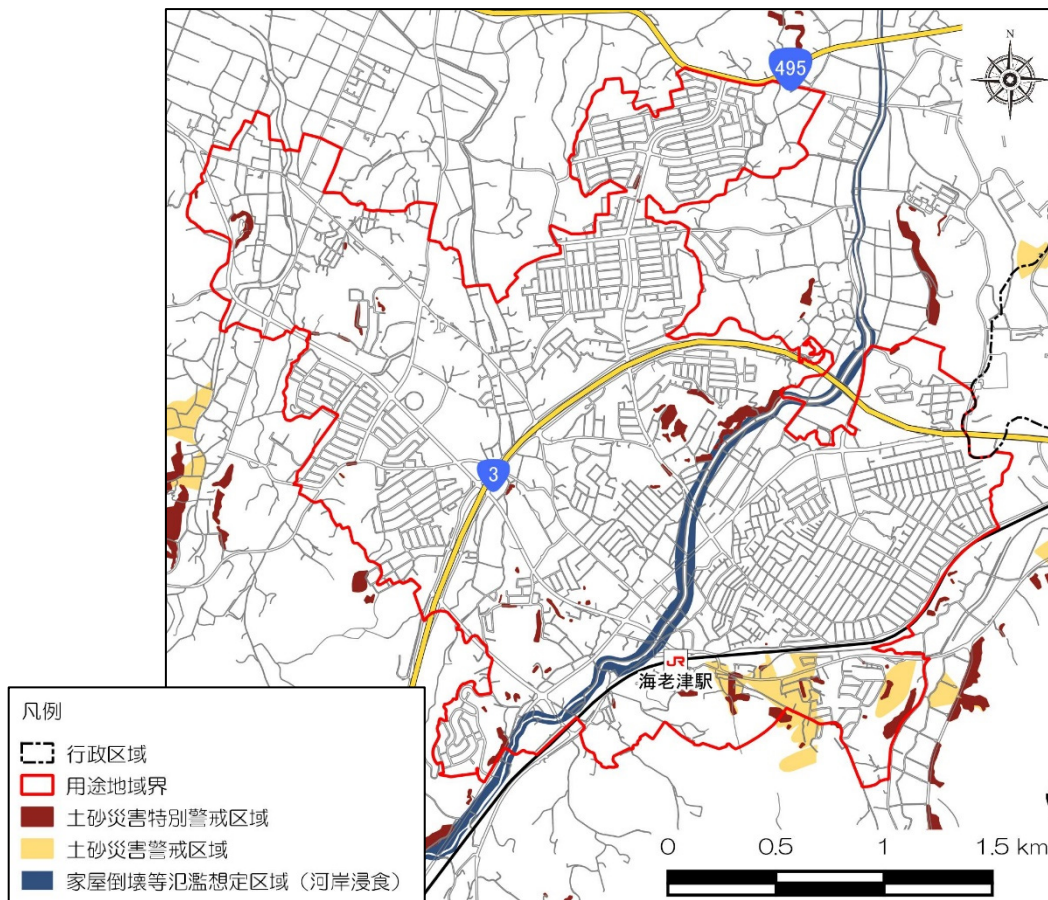 495
N
3
JR
海老津駅
凡例
行政区域
用途地域界
土砂災害特別警戒区域
土砂災害警戒区域
家屋倒壊等氾濫想定区域（河岸浸食）
0 0.5 1 1.5 km